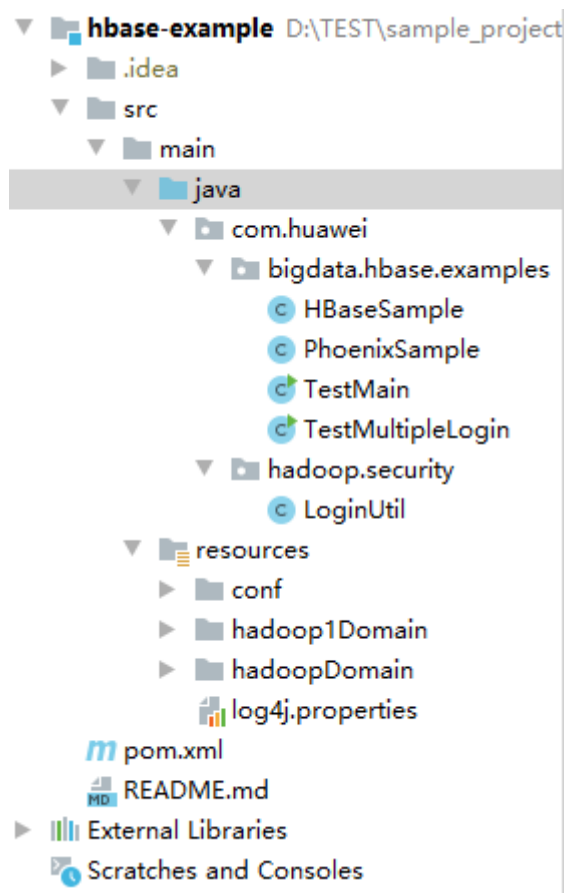 hbase-example D:\TEST\sample_project
.idea
src
main
java
com.huawei
bigdata.hbase.examples
C HBaseSample
C PhoenixSample
C TestMain
C TestMultipleLogin
hadoop.security
C LoginUtil
resources
conf
hadoop1Domain
hadoopDomain
log4j.properties
m pom.xml
MD README.md
External Libraries
Scratches and Consoles